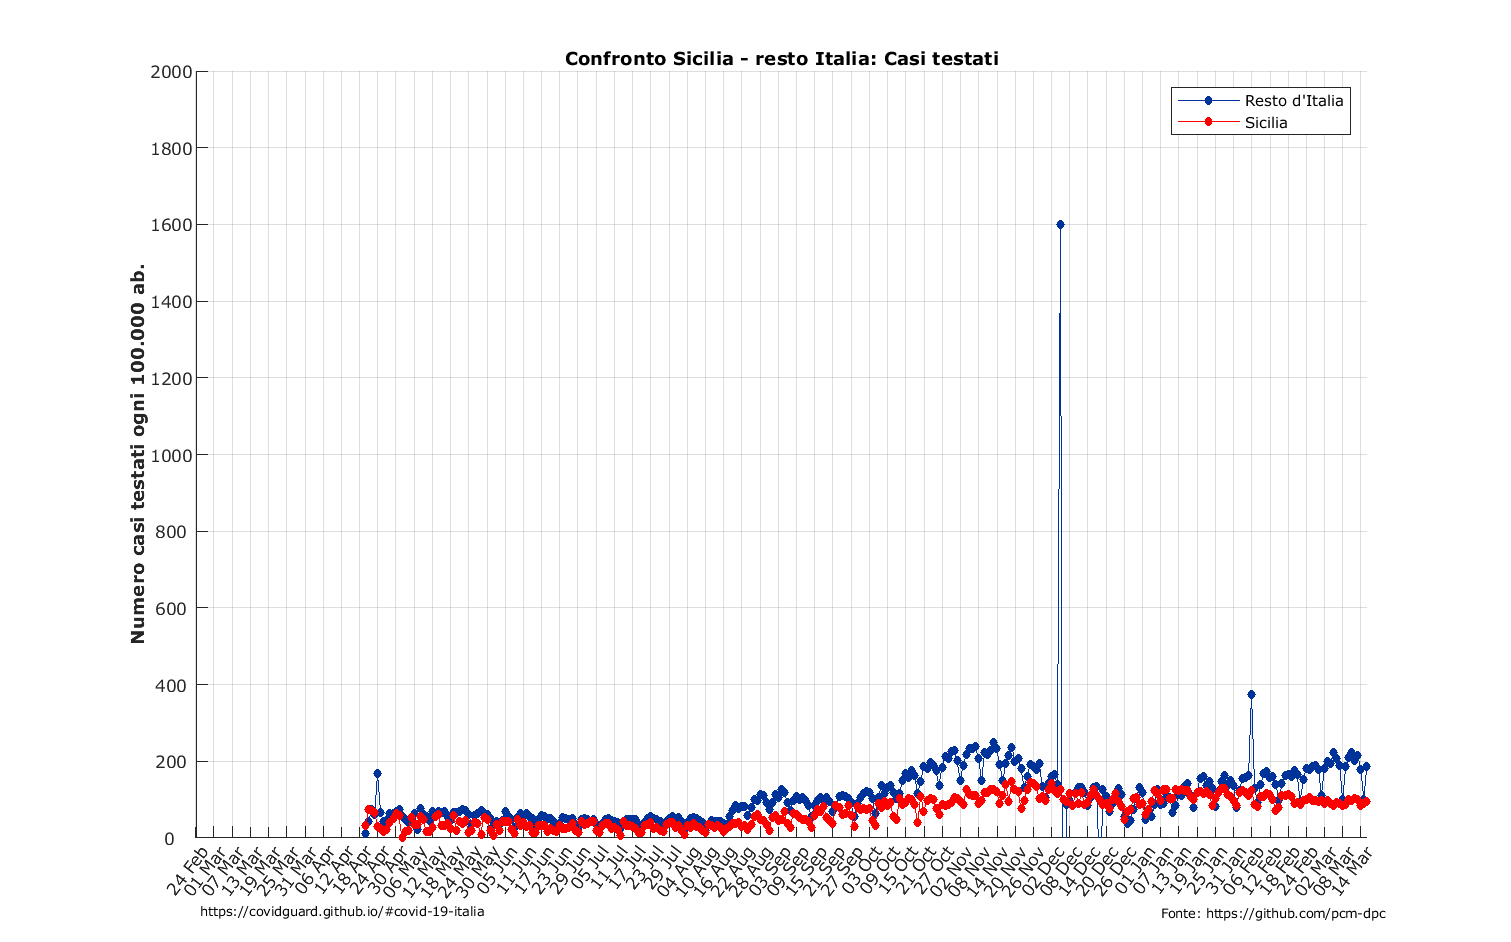 Confronto Sicilia - resto Italia: Casi testati
Resto d'Italia
Sicilia
Numero casi testati ogni 100.000 ab.
2000
1800
1600
1400
1200
1000
800
600
400
200
0
24 Feb
01 Mar
07 Mar
13 Mar
19 Mar
25 Mar
31 Mar
06 Apr
12 Apr
18 Apr
24 Apr
30 Apr
06 May
12 May
18 May
24 May
30 May
05 Jun
11 Jun
17 Jun
23 Jun
29 Jun
05 Jul
11 Jul
17 Jul
23 Jul
29 Jul
04 Aug
10 Aug
16 Aug
22 Aug
28 Aug
03 Sep
09 Sep
15 Sep
21 Sep
27 Sep
03 Oct
09 Oct
15 Oct
21 Oct
27 Oct
02 Nov
08 Nov
14 Nov
20 Nov
26 Nov
02 Dec
08 Dec
14 Dec
20 Dec
26 Dec
01 Jan
07 Jan
13 Jan
19 Jan
25 Jan
31 Jan
06 Feb
12 Feb
18 Feb
24 Feb
02 Mar
08 Mar
14 Mar
https://covidguard.github.io/#covid-19-italia
Fonte: https://github.com/pcm-dpc